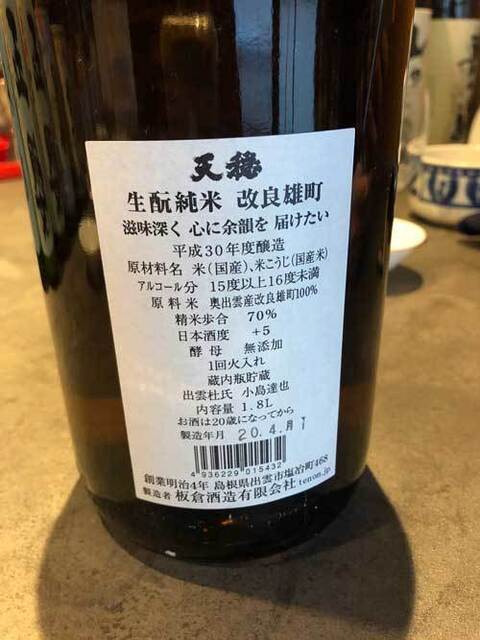 天穏
生酛純米 改良雄町
滋味深く 心に余韻を 届けたい
平成30年度醸造
原材料名 米(国産)、米こうじ(国産米)
アルコール分 15度以上16度未満
原料米 奥出雲産改良雄町100%
精米歩合 70%
日本酒度 +5
酵母 無添加
1回火入れ
蔵内瓶貯蔵
出雲杜氏 小島達也
内容量 1.8L
お酒は20歳になってから
製造年月 20.4.月
4 936229 015432
創業明治4年 島根県出雲市塩冶町468
製造者 板倉酒造有限会社 tenon.jp